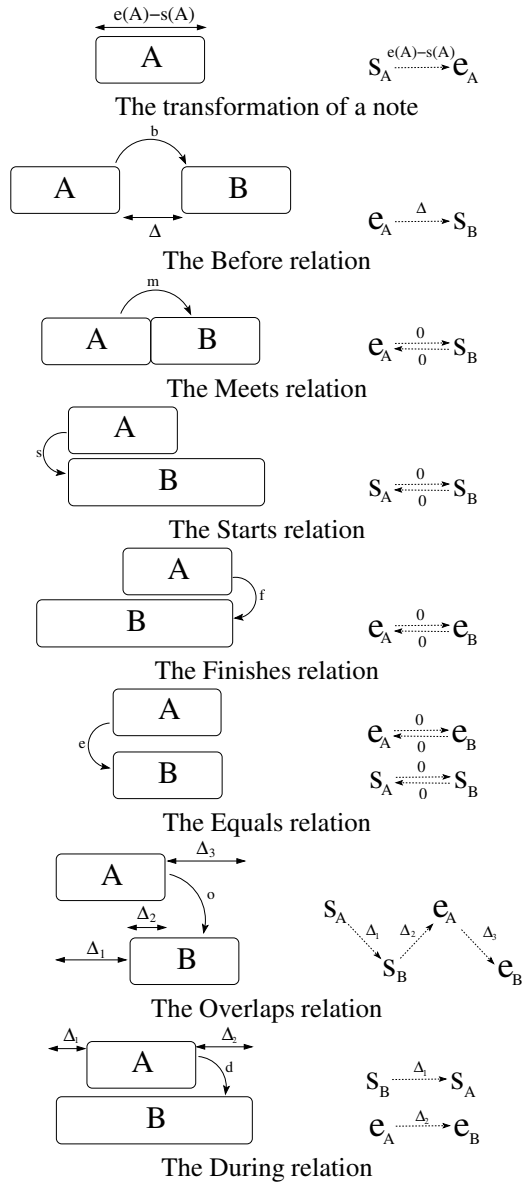 e(A)−s(A)
A
s_A e(A)−s(A) e_A
The transformation of a note
b
A B
Δ
e_A Δ s_B
The Before relation
m
A B
e_A 0 s_B
0
The Meets relation
A
s
B
s_A 0 s_B
0
The Starts relation
A
f
B
e_A 0 e_B
0
The Finishes relation
A
e
B
e_A 0 e_B
0
s_A 0 s_B
0
The Equals relation
Δ₃
A
o
Δ₂
Δ₁
B
s_A e_A
Δ₁ Δ₂ Δ₃
s_B e_B
The Overlaps relation
Δ₁ Δ₂
A
d
B
s_B Δ₁ s_A
e_A Δ₂ e_B
The During relation